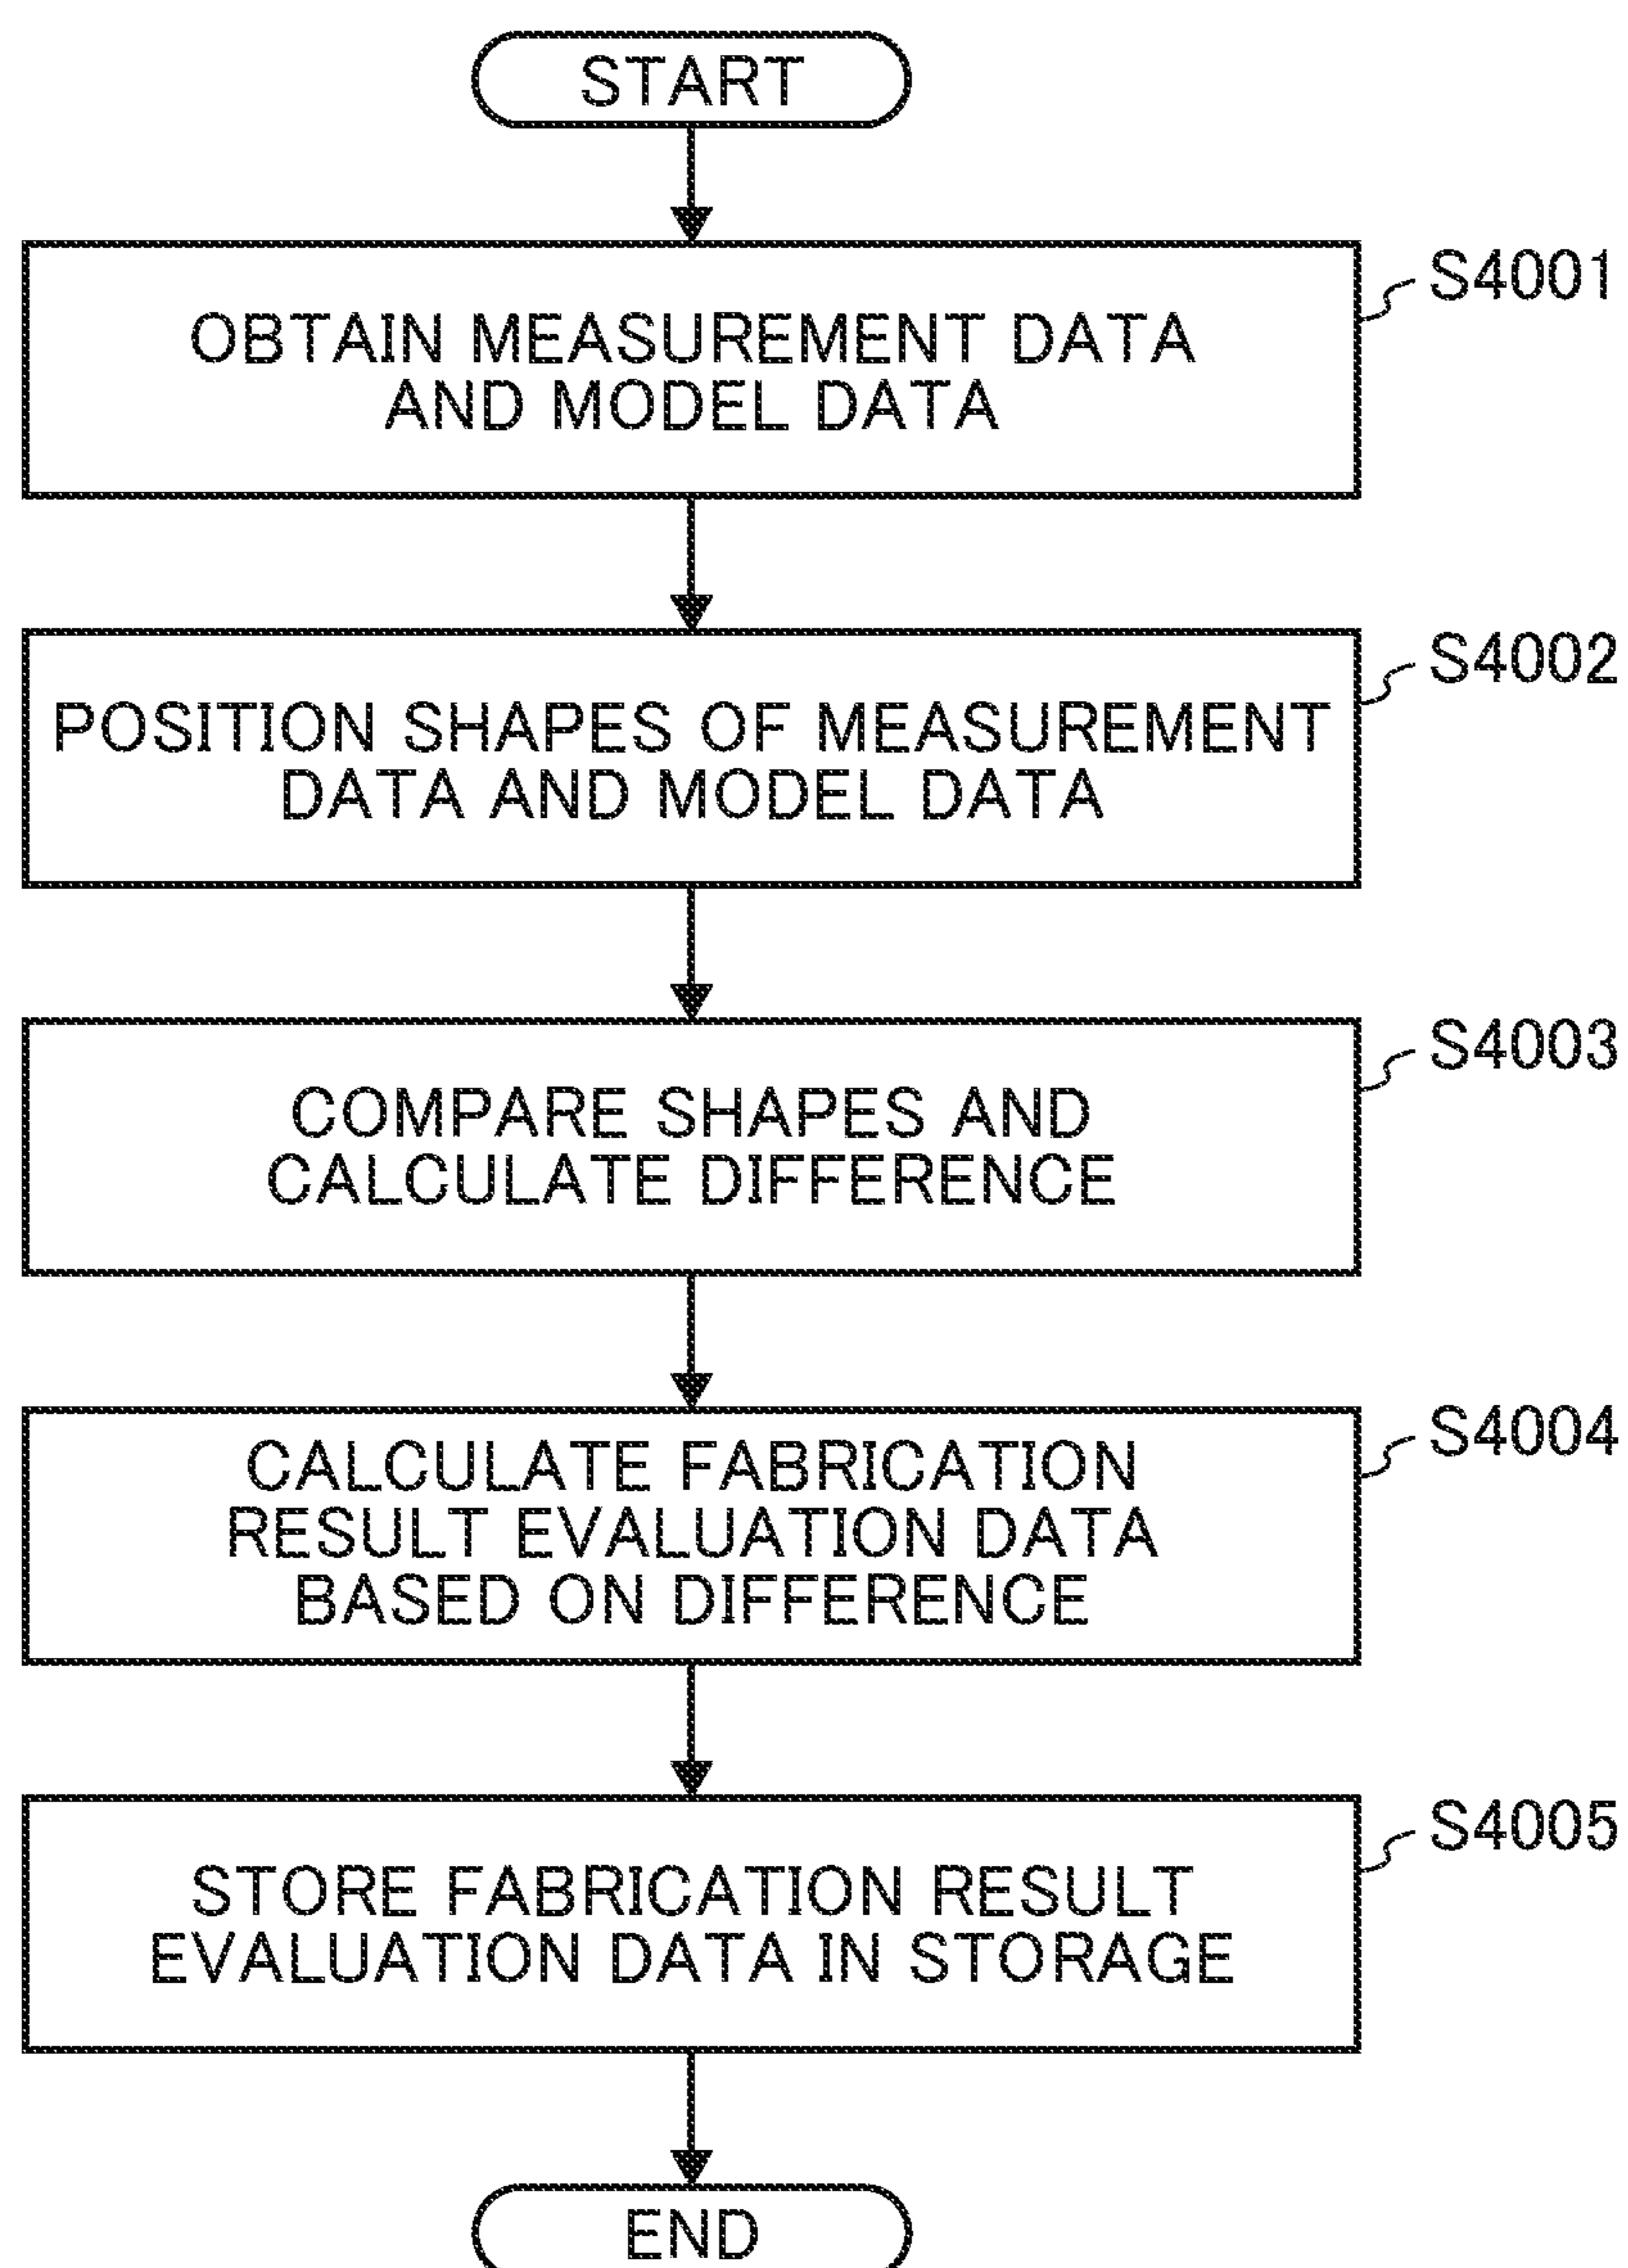 START
S4001
OBTAIN MEASUREMENT DATA
AND MODEL DATA
S4002
POSITION SHAPES OF MEASUREMENT
DATA AND MODEL DATA
S4003
COMPARE SHAPES AND
CALCULATE DIFFERENCE
S4004
CALCULATE FABRICATION
RESULT EVALUATION DATA
BASED ON DIFFERENCE
S4005
STORE FABRICATION RESULT
EVALUATION DATA IN STORAGE
END